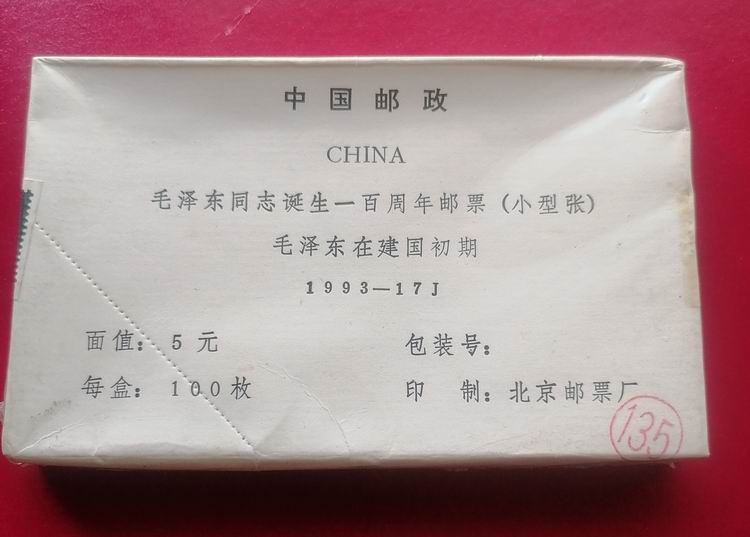 中国邮政
CHINA
毛泽东同志诞生一百周年邮票(小型张)
毛泽东在建国初期
1993—17J
面值：5元 包装号：
每盒：100枚 印 制：北京邮票厂
135